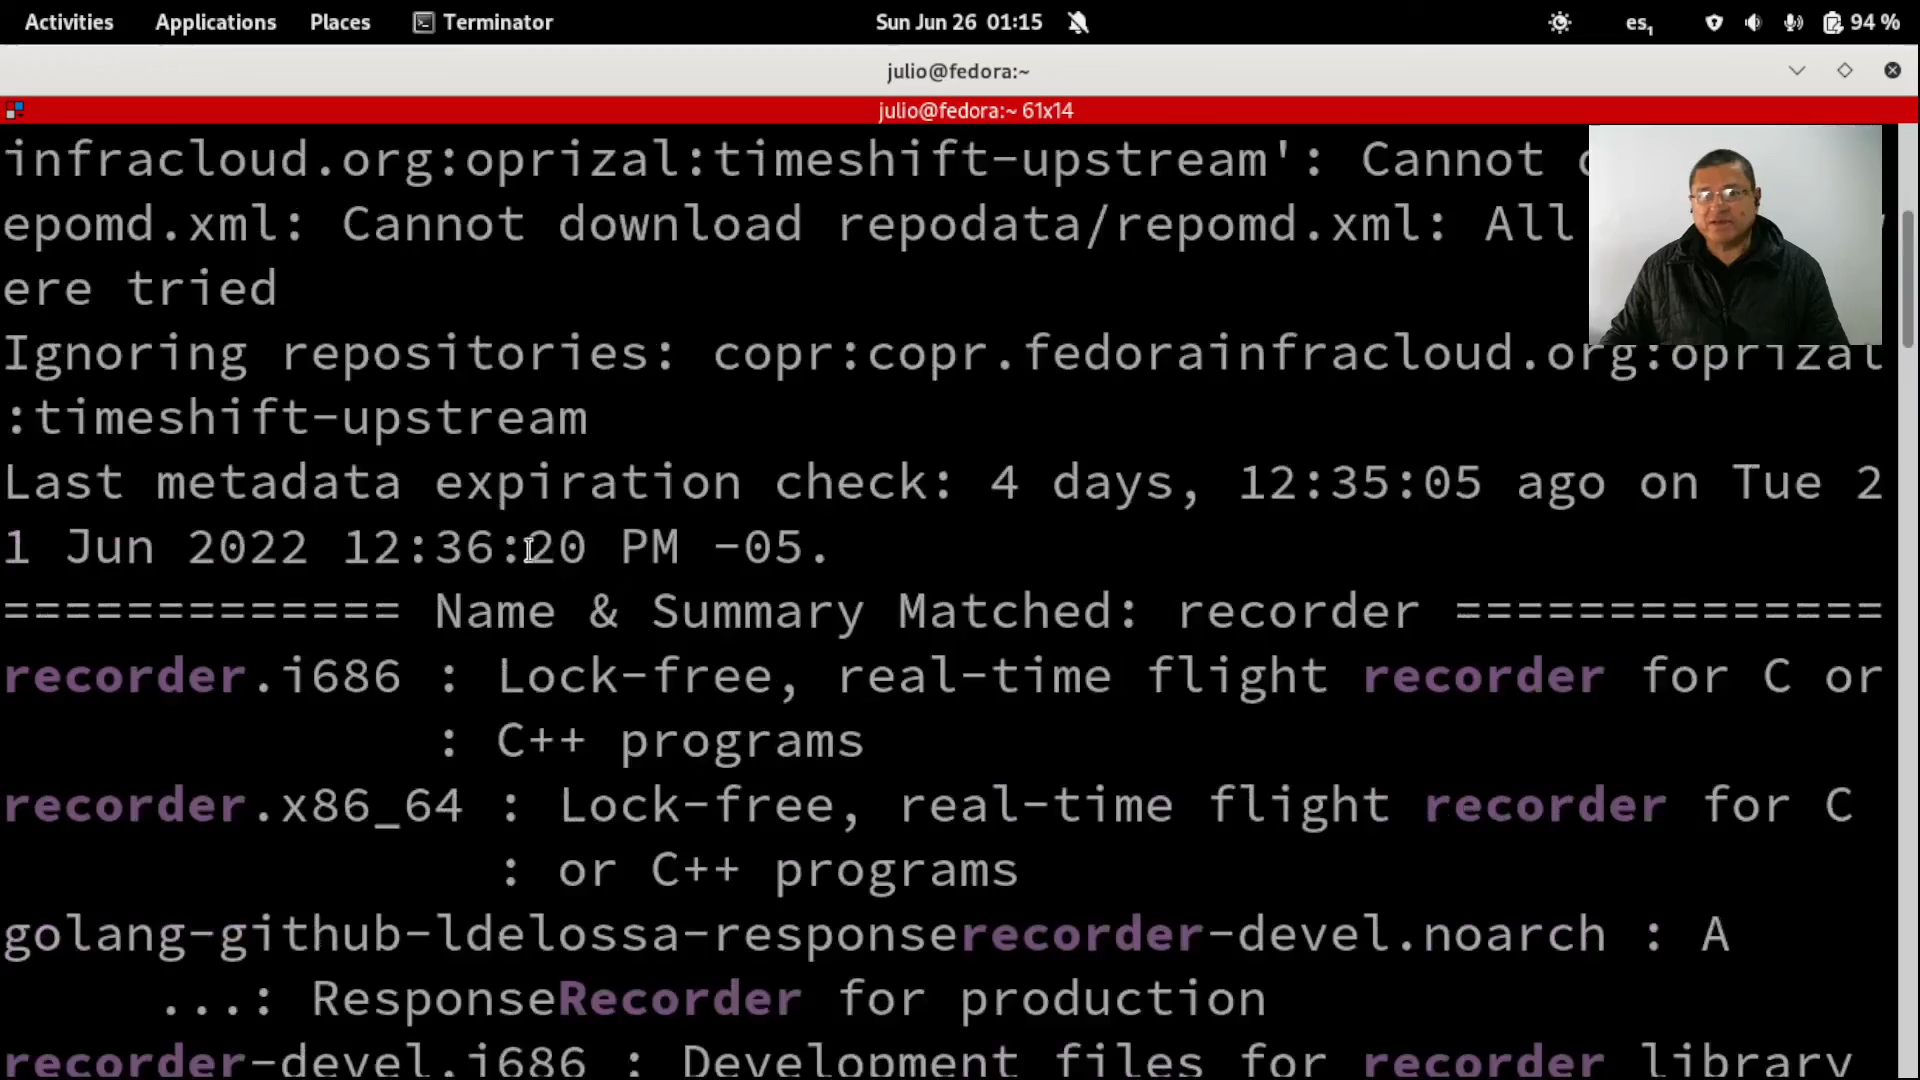 Activities Applications Places Terminator Sun Jun 26 01:15 es1 94 %
julio@fedora:~
julio@fedora:~ 61x14
infracloud.org:oprizal:timeshift-upstream': Cannot
epomd.xml: Cannot download repodata/repomd.xml: All
ere tried
Ignoring repositories: copr:copr.fedorainfracloud.org:oprizal
:timeshift-upstream
Last metadata expiration check: 4 days, 12:35:05 ago on Tue 2
1 Jun 2022 12:36:20 PM -05.
============= Name & Summary Matched: recorder ==============
recorder.i686 : Lock-free, real-time flight recorder for C or
: C++ programs
recorder.x86_64 : Lock-free, real-time flight recorder for C
: or C++ programs
golang-github-ldelossa-responserecorder-devel.noarch : A
...: ResponseRecorder for production
recorder-devel.i686 : Development files for recorder library